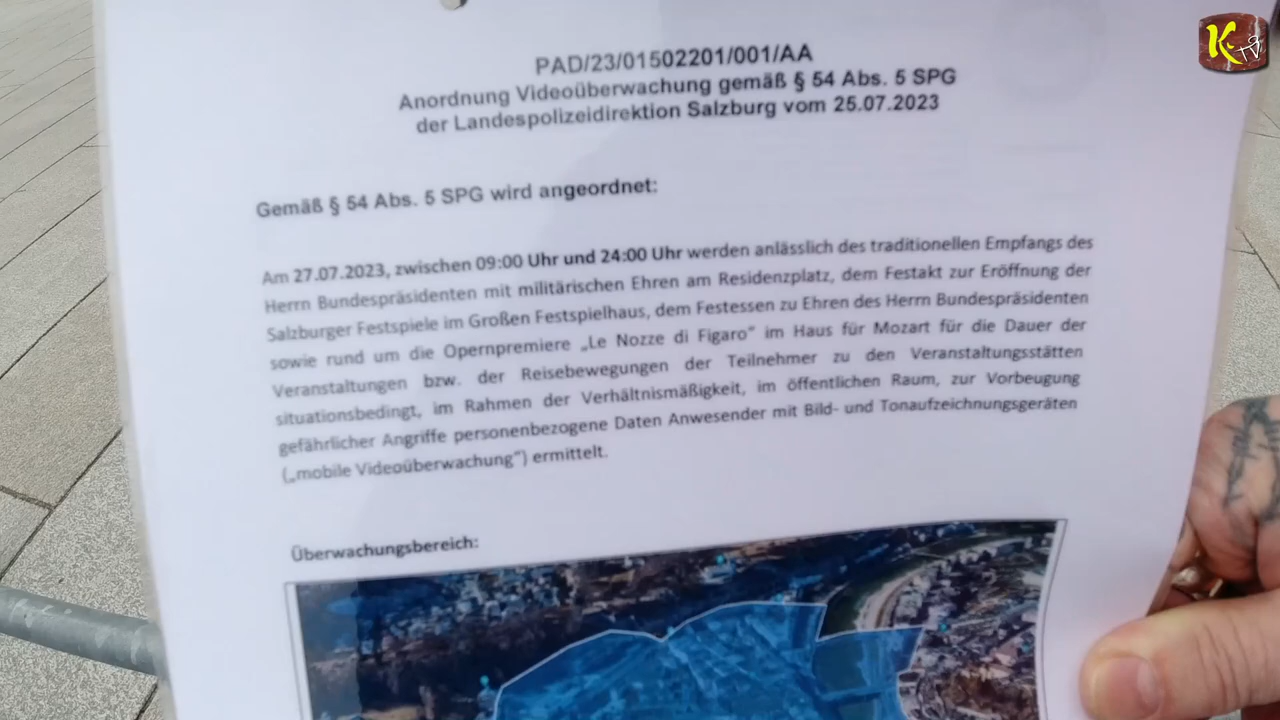 K
TV
PAD/23/01502201/001/AA
Anordnung Videoüberwachung gemäß § 54 Abs. 5 SPG
der Landespolizeidirektion Salzburg vom 25.07.2023
Gemäß § 54 Abs. 5 SPG wird angeordnet:
Am 27.07.2023, zwischen 09:00 Uhr und 24:00 Uhr werden anlässlich des traditionellen Empfangs des
Herrn Bundespräsidenten mit militärischen Ehren am Residenzplatz, dem Festakt zur Eröffnung der
Salzburger Festspiele im Großen Festspielhaus, dem Festessen zu Ehren des Herrn Bundespräsidenten
sowie rund um die Opernpremiere „Le Nozze di Figaro“ im Haus für Mozart für die Dauer der
Veranstaltungen bzw. der Reisebewegungen der Teilnehmer zu den Veranstaltungsstätten
situationsbedingt, im Rahmen der Verhältnismäßigkeit, im öffentlichen Raum, zur Vorbeugung
gefährlicher Angriffe personenbezogene Daten Anwesender mit Bild- und Tonaufzeichnungsgeräten
(„mobile Videoüberwachung“) ermittelt.
Überwachungsbereich: